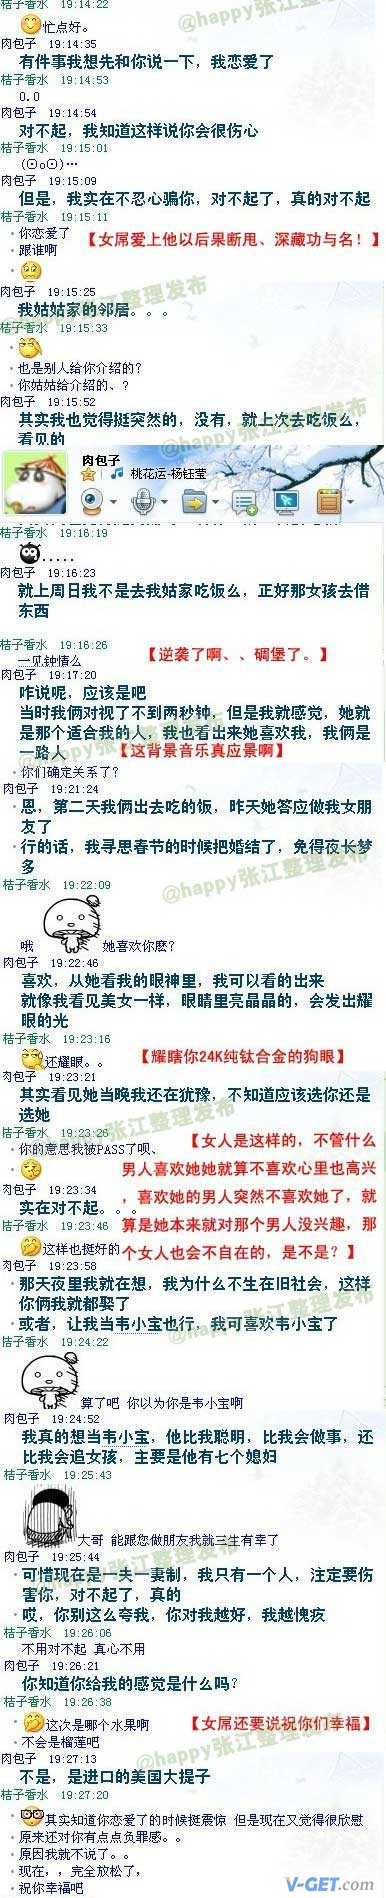 桔子香水 19:14:22
忙点好。
肉包子 19:14:35
有件事我想先和你说一下，我恋爱了
桔子香水 19:14:53
0.0
肉包子 19:14:54
对不起，我知道这样说你会很伤心
桔子香水 19:15:01
(⊙o⊙)…
肉包子 19:15:09
但是，我实在不忍心骗你，对不起了，真的对不起
桔子香水 19:15:11
你恋爱了
跟谁啊
【女屌爱上他以后果断甩、深藏功与名！】
肉包子 19:15:25
我姑姑家的邻居。。。
桔子香水 19:15:33
也是别人给你介绍的?
你姑姑给介绍的、?
肉包子 19:15:52
其实我也觉得挺突然的，没有，就上次去吃饭么，
看见的
肉包子
桃花运-杨钰莹
桔子香水 19:16:19
.....
肉包子 19:16:23
就上周日我不是去我姑家吃饭么，正好那女孩去借
东西
桔子香水 19:16:26
一见钟情么
【逆袭了啊、、碉堡了。】
肉包子 19:17:20
咋说呢，应该是吧
当时我俩对视了不到两秒钟，但是我就感觉，她就
是那个适合我的人，我也看出来她喜欢我，我俩是
一路人
【这背景音乐真应景啊】
你们确定关系了?
肉包子 19:21:24
恩，第二天我俩出去吃的饭，昨天她答应做我女朋
友了
行的话，我寻思春节的时候把婚结了，免得夜长梦
多
桔子香水 19:22:09
哦 她喜欢你麽?
肉包子 19:22:46
喜欢，从她看我的眼神里，我可以看的出来
就像我看见美女一样，眼睛里亮晶晶的，会发出耀
眼的光
桔子香水 19:23:16
还耀眼。。
【耀瞎你24K纯钛合金的狗眼】
肉包子 19:23:21
其实看见她当晚我还在犹豫，不知道应该选你还是
选她
桔子香水 19:23:26
你的意思我被PASS了呗、
【女人是这样的，不管什么
男人喜欢她她就算不喜欢心里也高兴
，喜欢她的男人突然不喜欢她了，就
算是她本来就对那个男人没兴趣，那
个女人也会不自在的，是不是？】
肉包子 19:23:34
实在对不起。。。
桔子香水 19:23:46
这样也挺好的
肉包子 19:23:58
那天夜里我就在想，我为什么不生在旧社会，这样
你俩我就都娶了
或者，让我当韦小宝也行，我可喜欢韦小宝了
桔子香水 19:24:22
算了吧 你以为你是韦小宝啊
肉包子 19:24:52
我真的想当韦小宝，他比我聪明，比我会做事，还
比我会追女孩，主要是他有七个媳妇
桔子香水 19:25:43
大哥 能跟您做朋友我就三生有幸了
肉包子 19:25:44
可惜现在是一夫一妻制，我只有一个人，注定要伤
害你，对不起了，真的
哎，你别这么夸我，你对我越好，我越愧疚
桔子香水 19:26:06
不用对不起 真心不用
肉包子 19:26:21
你知道你给我的感觉是什么吗？
桔子香水 19:26:38
这次是哪个水果啊
不会是榴莲吧
【女屌还要说祝你们幸福】
肉包子 19:27:13
不是，是进口的美国大提子
桔子香水 19:27:20
其实知道你恋爱了的时候挺震惊 但是现在又觉得很欣慰
原来还对你有点点负罪感。。
原因我就不说了。。
现在，，完全放松了，
祝你幸福吧
@happy张江整理发布
V-GET.com